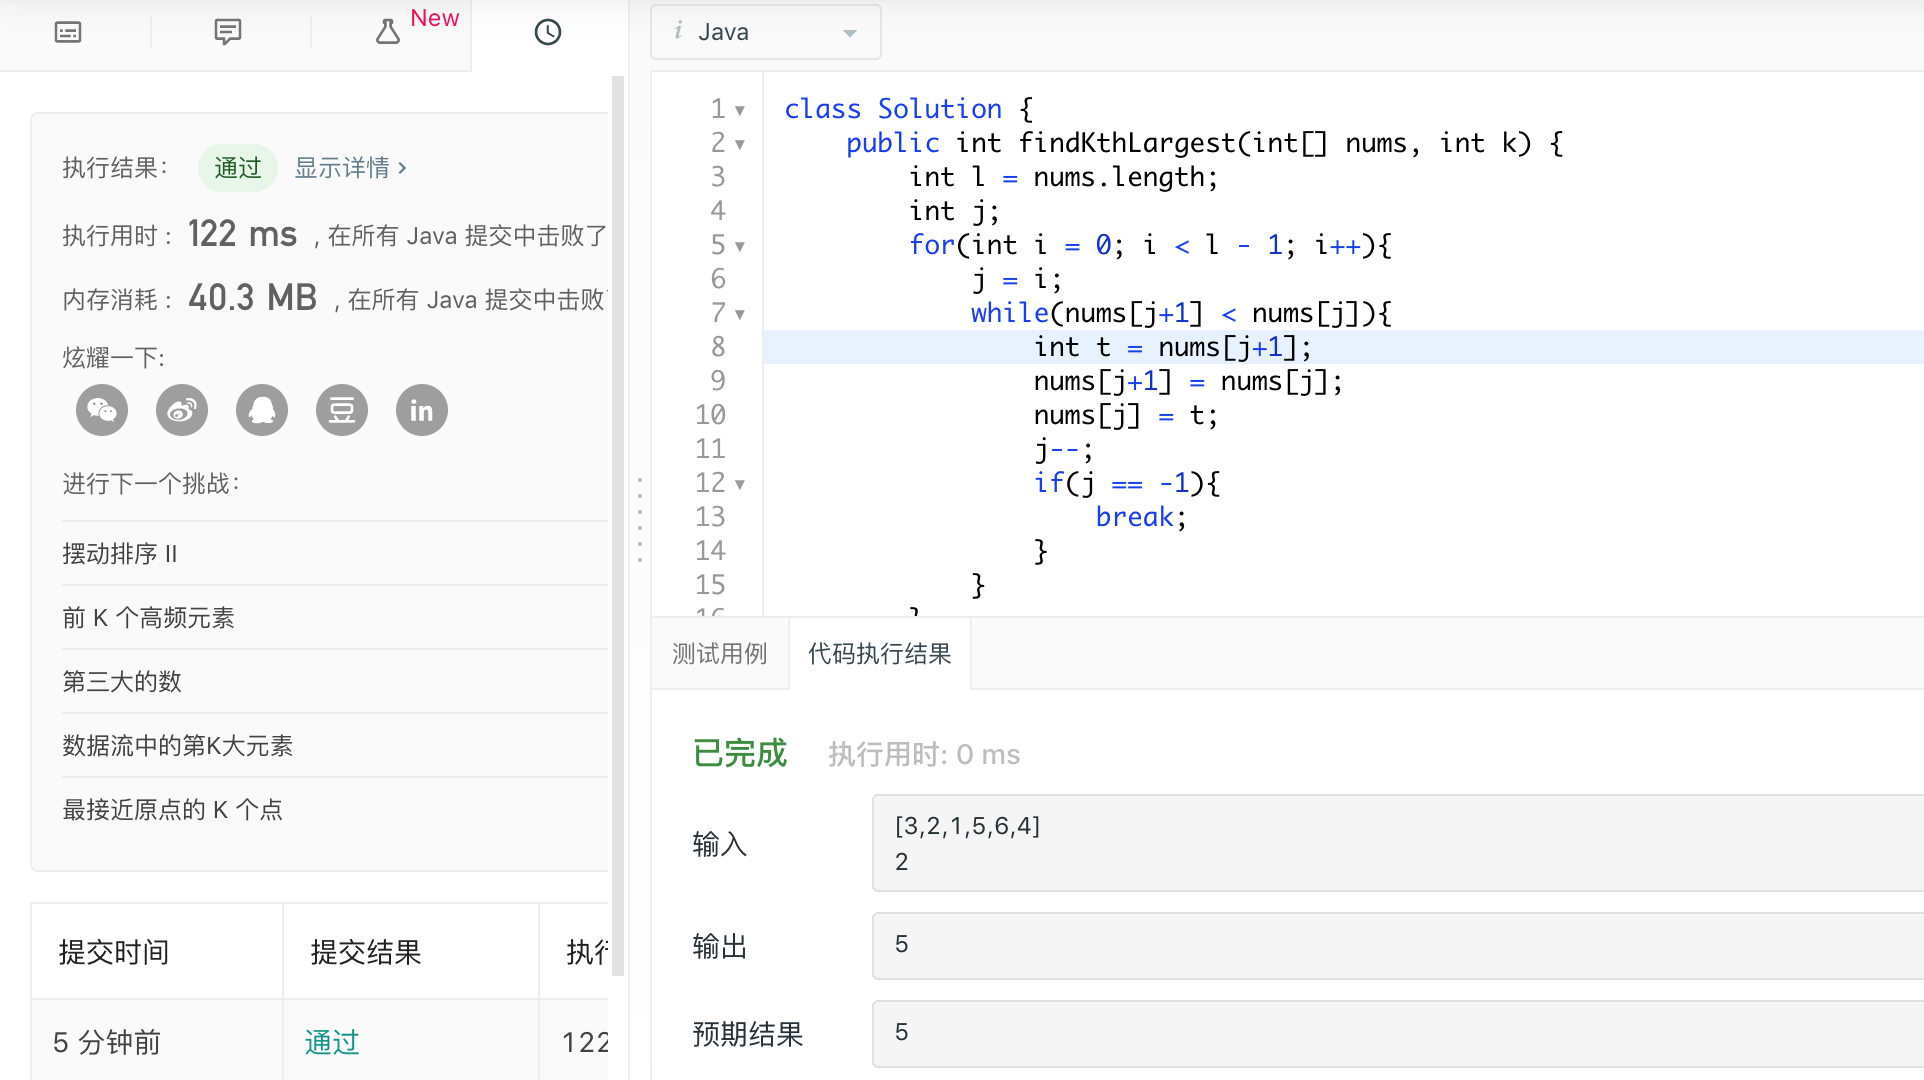 New
执行结果： 通过 显示详情 ›
执行用时： 122 ms ，在所有 Java 提交中击败了
内存消耗： 40.3 MB ，在所有 Java 提交中击败
炫耀一下:
in
进行下一个挑战：
摆动排序 II
前 K 个高频元素
第三大的数
数据流中的第K大元素
最接近原点的 K 个点
提交时间 提交结果 执行
5 分钟前 通过 122
i Java
1 class Solution {
2     public int findKthLargest(int[] nums, int k) {
3         int l = nums.length;
4         int j;
5         for(int i = 0; i < l - 1; i++){
6             j = i;
7             while(nums[j+1] < nums[j]){
8                 int t = nums[j+1];
9                 nums[j+1] = nums[j];
10                 nums[j] = t;
11                 j--;
12                 if(j == -1){
13                     break;
14                 }
15             }
16         }
测试用例 代码执行结果
已完成 执行用时: 0 ms
输入
[3,2,1,5,6,4]
2
输出 5
预期结果 5